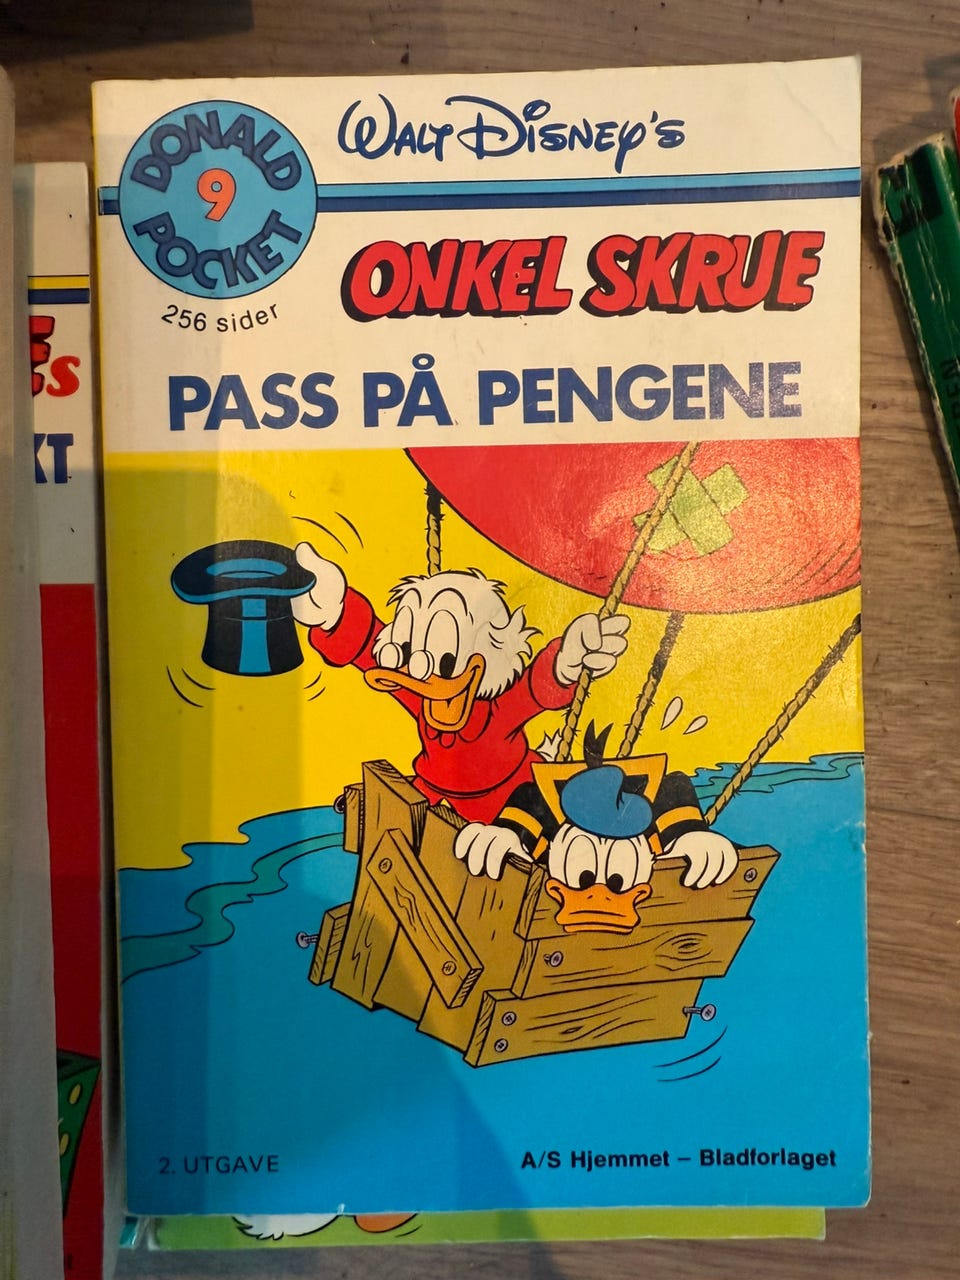 DONALD
9
POCKET
WALT DISNEY'S
256 sider
ONKEL SKRUE
PASS PÅ PENGENE
2. UTGAVE
A/S Hjemmet – Bladforlaget